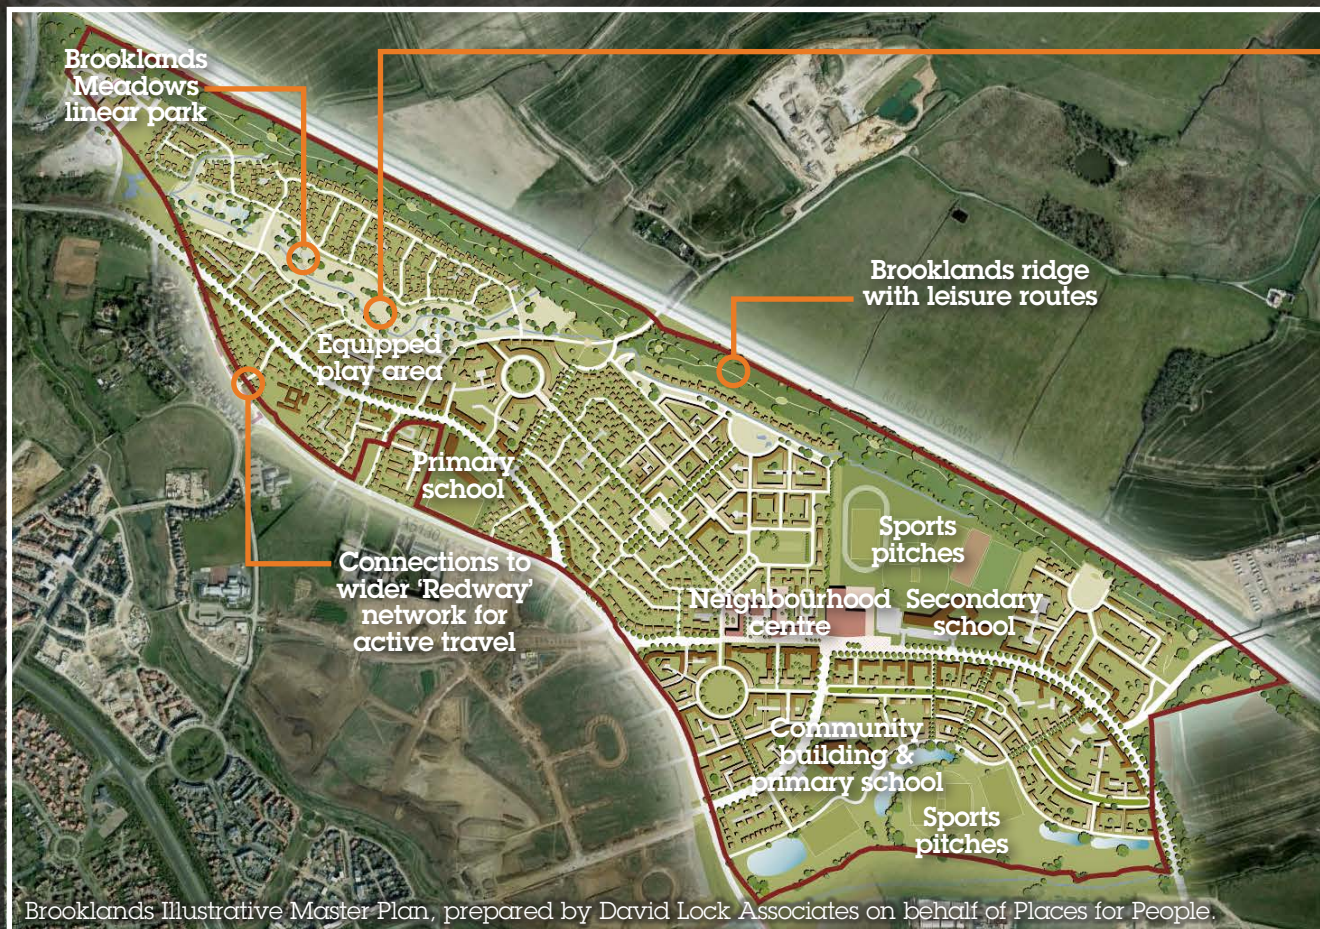 Brooklands
Meadows
linear park
Brooklands ridge
with leisure routes
Equipped
play area
M1 MOTORWAY
Primary
school
Sports
pitches
Connections to
wider ‘Redway’
network for
active travel
Neighbourhood
centre
Secondary
school
Community
building &
primary school
Sports
pitches
Brooklands Illustrative Master Plan, prepared by David Lock Associates on behalf of Places for People.